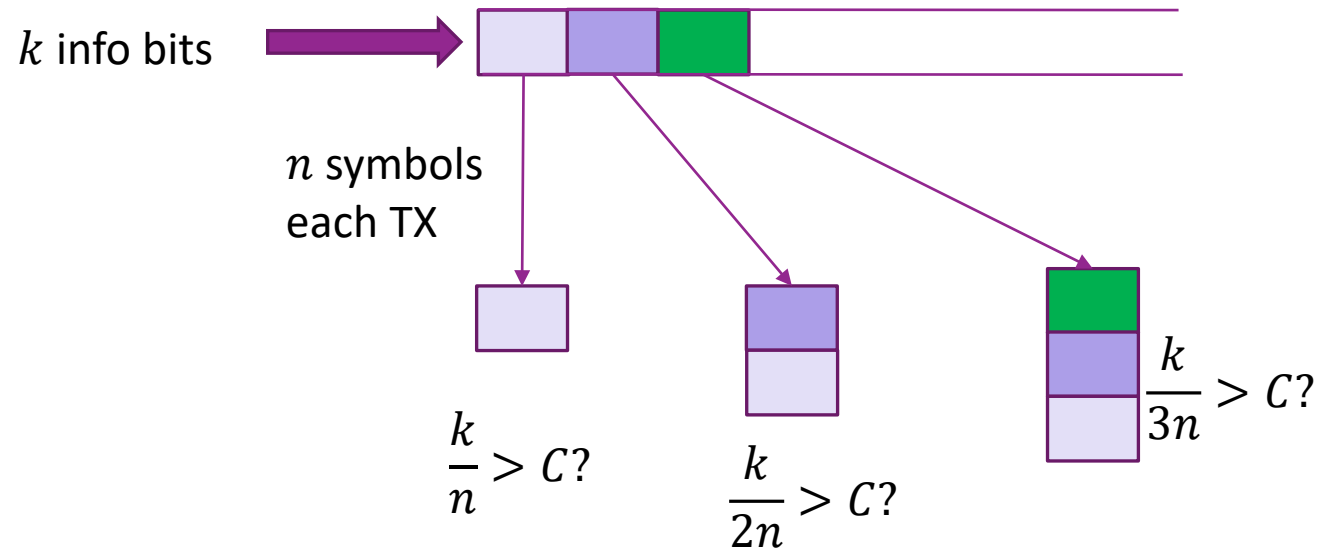 k info bits
n symbols
each TX
k/n > C?
k/2n > C?
k/3n > C?